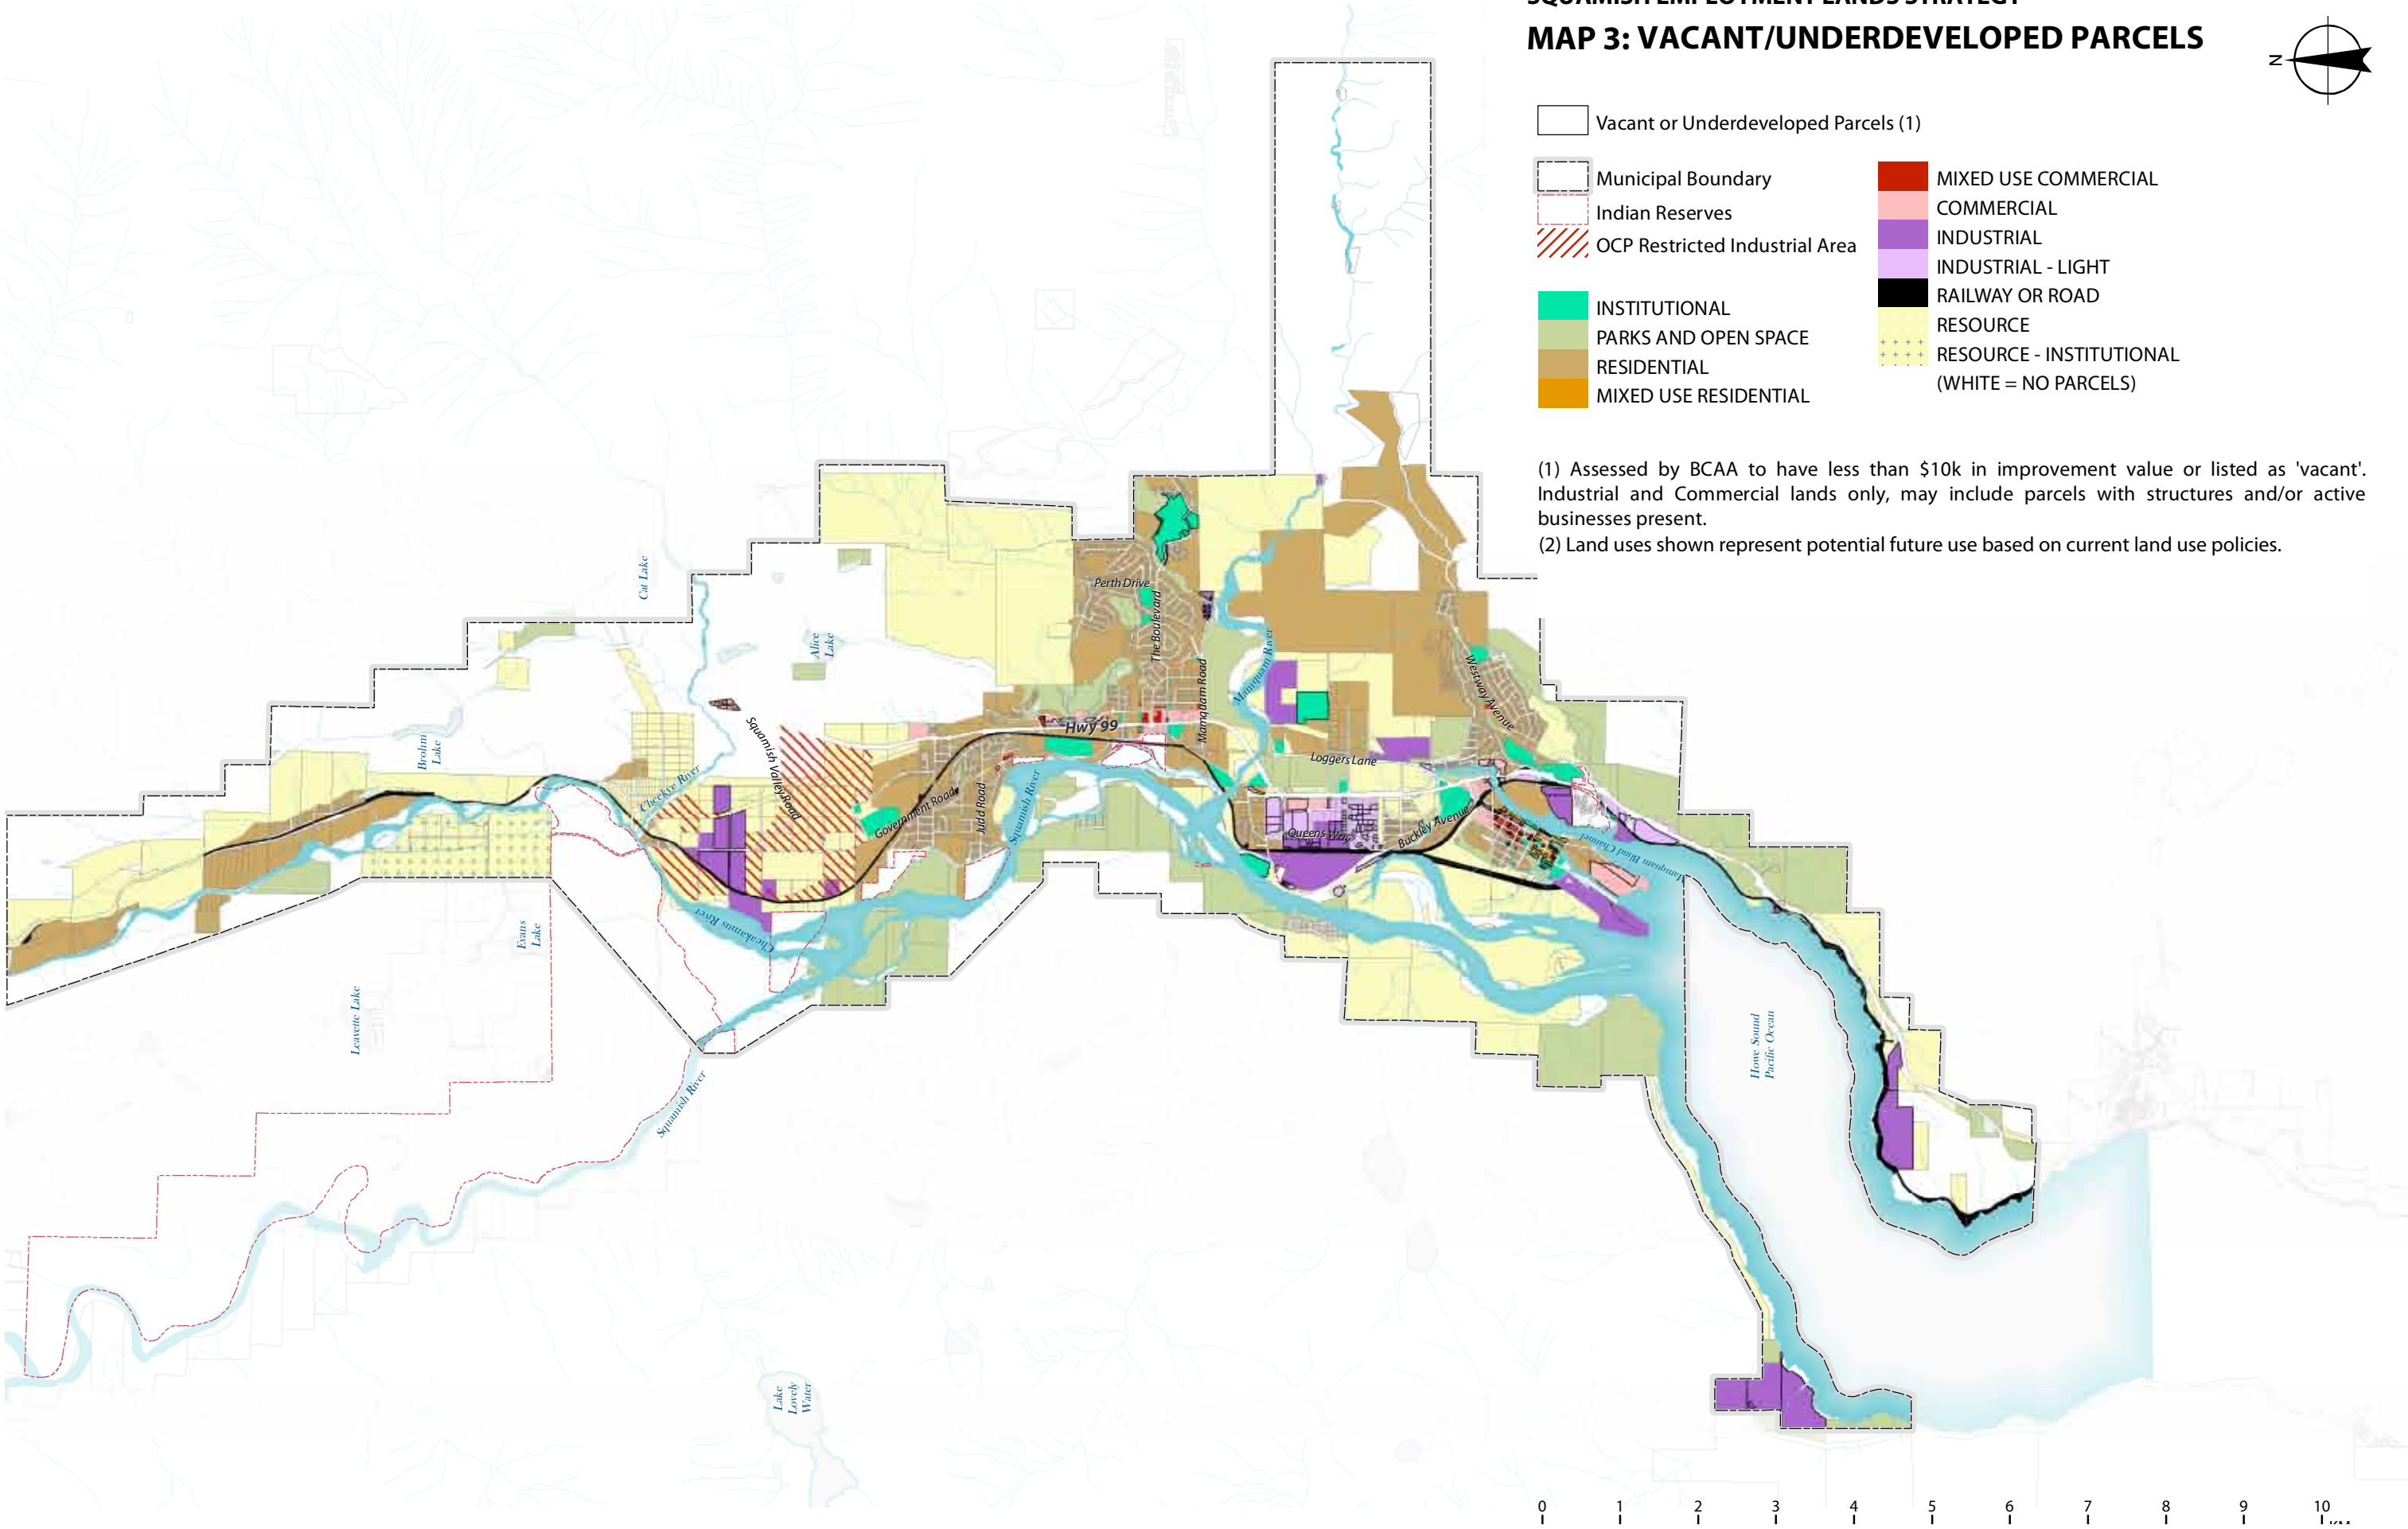 SQUAMISH EMPLOYMENT LANDS STRATEGY
MAP 3: VACANT/UNDERDEVELOPED PARCELS
N
Vacant or Underdeveloped Parcels (1)
Municipal Boundary
Indian Reserves
OCP Restricted Industrial Area
INSTITUTIONAL
PARKS AND OPEN SPACE
RESIDENTIAL
MIXED USE RESIDENTIAL
MIXED USE COMMERCIAL
COMMERCIAL
INDUSTRIAL
INDUSTRIAL - LIGHT
RAILWAY OR ROAD
RESOURCE
RESOURCE - INSTITUTIONAL
(WHITE = NO PARCELS)
(1) Assessed by BCAA to have less than $10k in improvement value or listed as 'vacant'.
Industrial and Commercial lands only, may include parcels with structures and/or active
businesses present.
(2) Land uses shown represent potential future use based on current land use policies.
Cat Lake
Alice
Lake
Brohm
Lake
Perth Drive
The Boulevard
Mamquam Road
Mamquam River
Westway Avenue
Hwy 99
Squamish Valley Road
Cheekye River
Government Road
Judd Road
Squamish River
Loggers Lane
Queens Way
Buckley Avenue
Mamquam Blind Channel
Cheakamus River
Evans
Lake
Levette Lake
Squamish River
Howe Sound
Pacific Ocean
Lake
Lovely
Water
0 1 2 3 4 5 6 7 8 9 10
KM